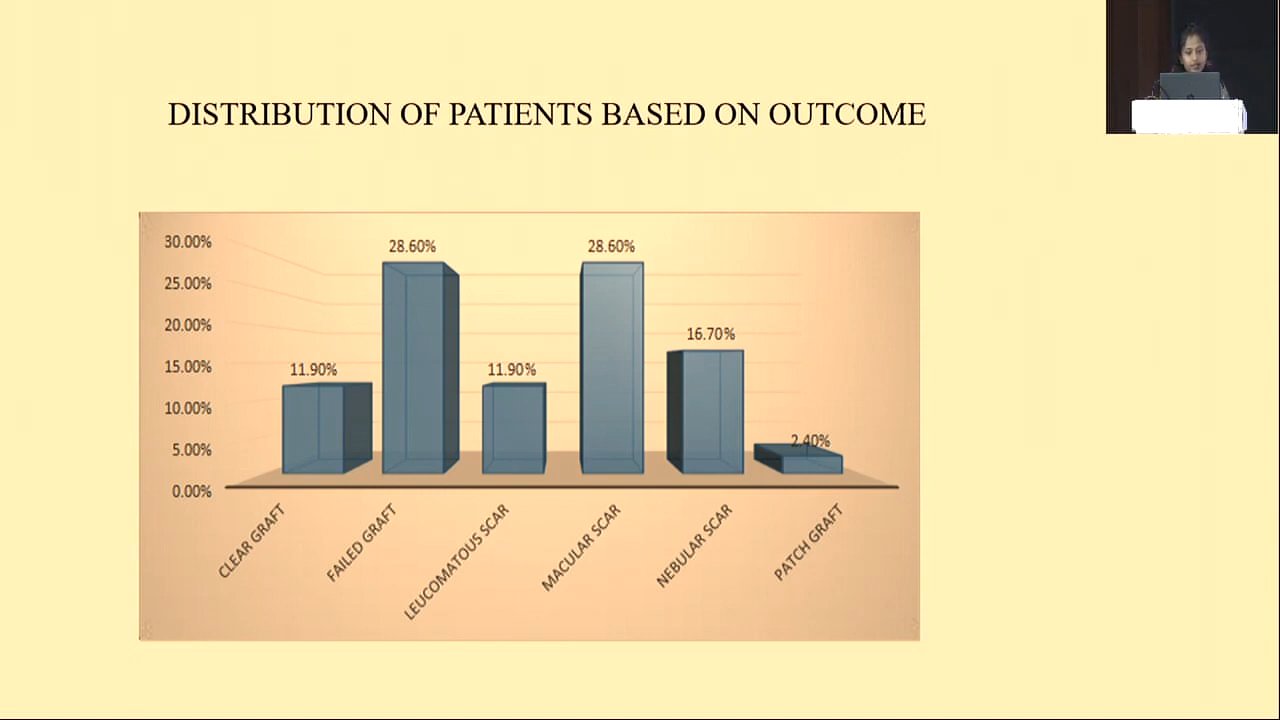 DISTRIBUTION OF PATIENTS BASED ON OUTCOME
30.00%
25.00%
20.00%
15.00%
10.00%
5.00%
0.00%
11.90%
28.60%
11.90%
28.60%
16.70%
2.40%
CLEAR GRAFT
FAILED GRAFT
LEUCOMATOUS SCAR
MACULAR SCAR
NEBULAR SCAR
PATCH GRAFT